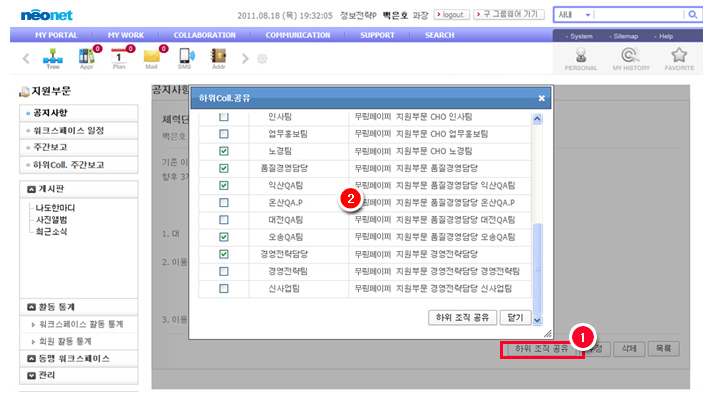 neonet
2011.08.18 (목) 19:32:05 정보전략P 백은호 과장 logout 구 그룹웨어 가기 사내
MY PORTAL MY WORK COLLABORATION COMMUNICATION SUPPORT SEARCH System Sitemap Help
Tree Appr 0 Plan 1 0 Mail 0 SMS Addr PERSONAL MY HISTORY FAVORITE
지원부문
공지사항
워크스페이스 일정
주간보고
하위Coll. 주간보고
게시판
나도한마디
사진앨범
최근소식
활동 통계
워크스페이스 활동 통계
회원 활동 통계
동맹 워크스페이스
관리
공지사항
체력단
백은호
기존 이
향후 3기
1. 대
2. 이용
3. 이용
하위Coll.공유
인사팀 무림페이퍼 지원부문 CHO 인사팀
업무홍보팀 무림페이퍼 지원부문 CHO 업무홍보팀
노경팀 무림페이퍼 지원부문 CHO 노경팀
품질경영담당 무림페이퍼 지원부문 품질경영담당
익산QA팀 무림페이퍼 지원부문 품질경영담당 익산QA팀
온산QA.P 무림페이퍼 지원부문 품질경영담당 온산QA.P
대전QA팀 무림페이퍼 지원부문 품질경영담당 대전QA팀
오송QA팀 무림페이퍼 지원부문 품질경영담당 오송QA팀
경영전략담당 무림페이퍼 지원부문 경영전략담당
경영전략팀 무림페이퍼 지원부문 경영전략담당 경영전략팀
신사업팀 무림페이퍼 지원부문 경영전략담당 신사업팀
2
하위 조직 공유 닫기
1
하위 조직 공유 수정 삭제 목록